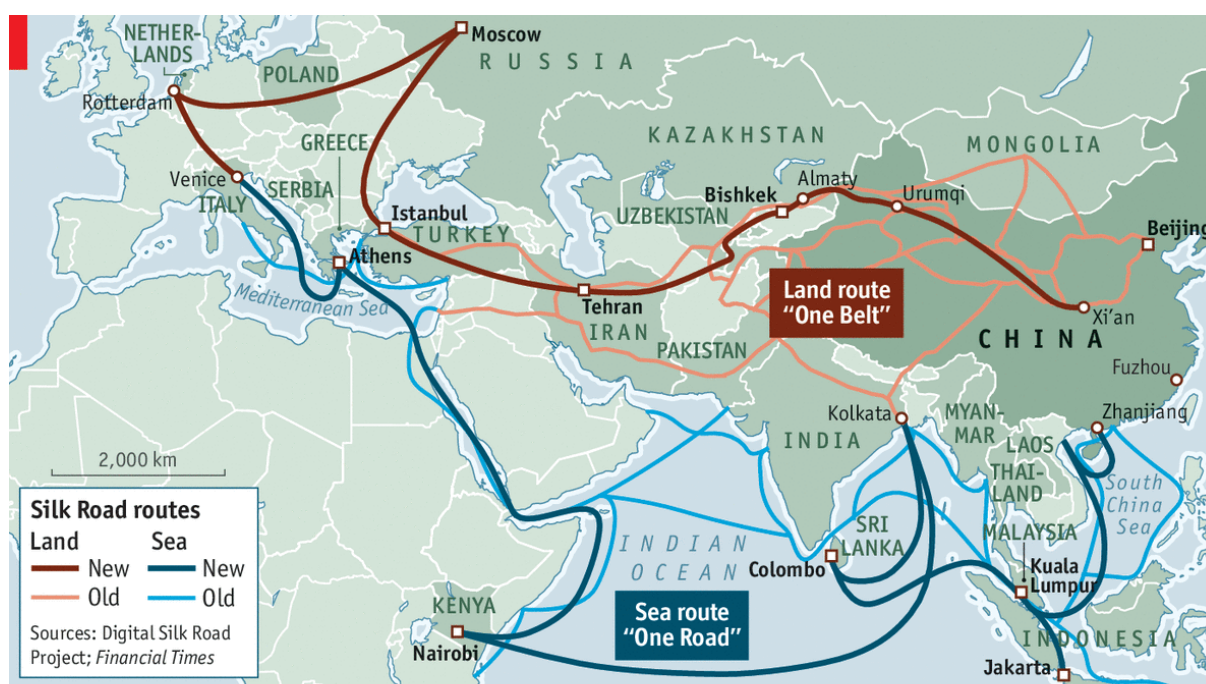 NETHER-
LANDS
Moscow
RUSSIA
POLAND
Rotterdam
GREECE
KAZAKHSTAN
MONGOLIA
Venice
ITALY
SERBIA
Istanbul
TURKEY
UZBEKISTAN
Bishkek
Almaty
Urumqi
Beijing
Athens
Mediterranean Sea
Tehran
IRAN
Land route
"One Belt"
Xi'an
CHINA
PAKISTAN
Fuzhou
Kolkata
INDIA
MYAN-
MAR
Zhanjiang
LAOS
THAI-
LAND
South
China
Sea
2,000 km
SRI
LANKA
MALAYSIA
INDIAN
OCEAN
Colombo
Kuala
Lumpur
KENYA
Nairobi
Sea route
"One Road"
INDONESIA
Jakarta
Silk Road routes
Land Sea
New New
Old Old
Sources: Digital Silk Road
Project; Financial Times